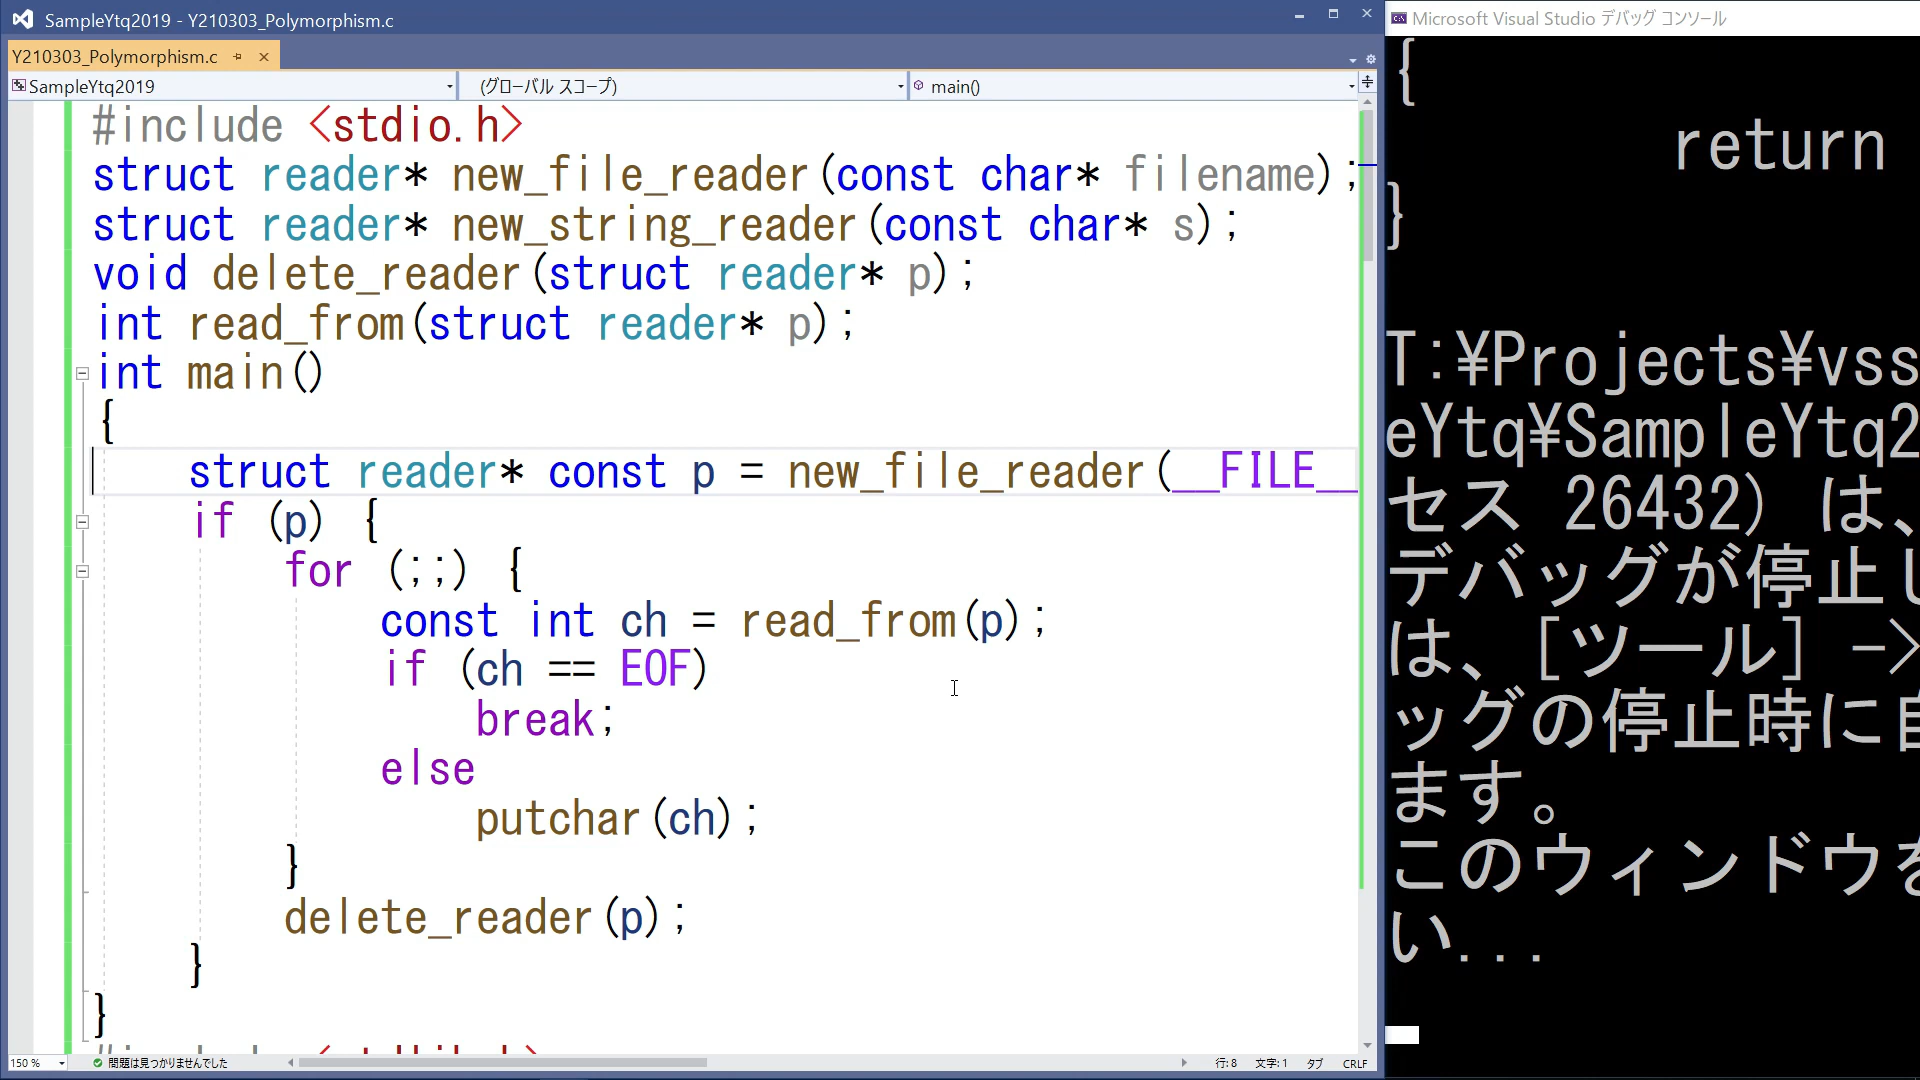 SampleYtq2019 - Y210303_Polymorphism.c
Y210303_Polymorphism.c
SampleYtq2019
(グローバル スコープ)
main()
#include <stdio.h>
struct reader* new_file_reader(const char* filename);
struct reader* new_string_reader(const char* s);
void delete_reader(struct reader* p);
int read_from(struct reader* p);
int main()
{
struct reader* const p = new_file_reader(__FILE__
if (p) {
for (;;) {
const int ch = read_from(p);
if (ch == EOF)
break;
else
putchar(ch);
}
delete_reader(p);
}
}
150 %
問題は見つかりませんでした
行: 8
文字: 1
タブ
CRLF
Microsoft Visual Studio デバッグ コンソール
{
return
}
T:¥Projects¥vss
eYtq¥SampleYtq2
セス 26432) は、
デバッグが停止し
は、[ツール] ->
ッグの停止時に自
ます。
このウィンドウを
い...